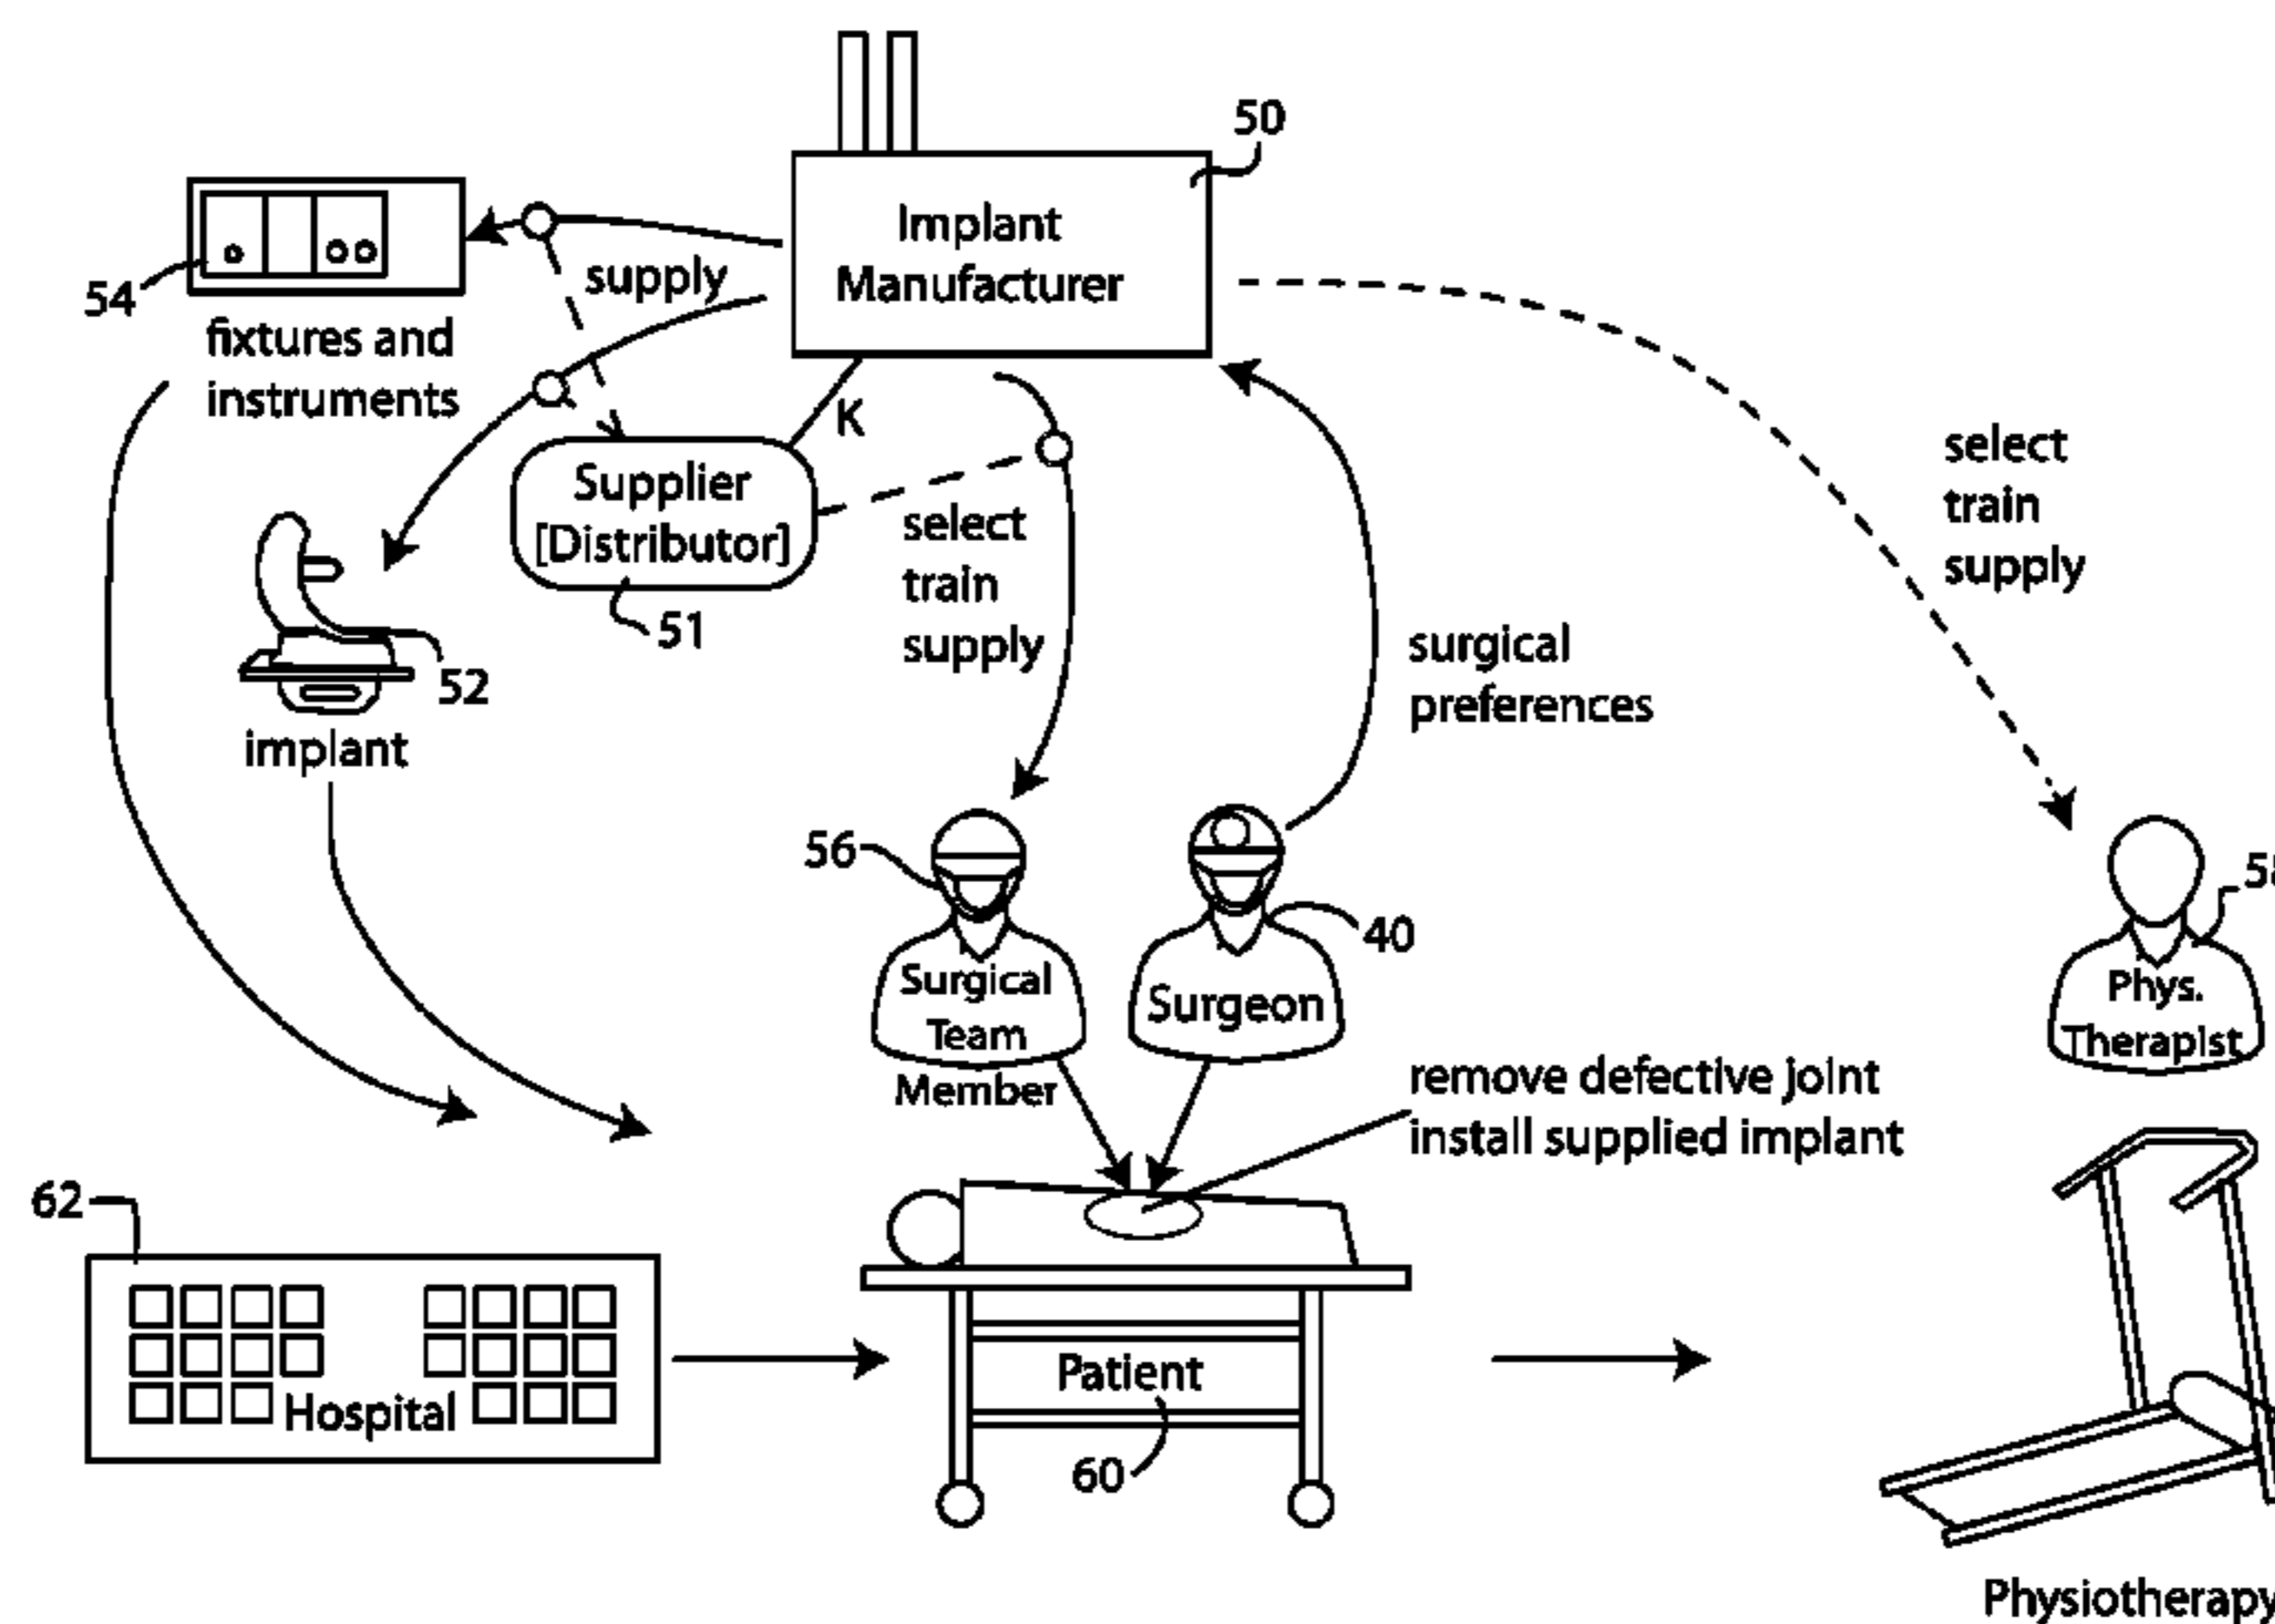 50
Implant
Manufacturer
54
supply
fixtures and
instruments
K
Supplier
[Distributor]
51
select
train
supply
select
train
supply
52
implant
surgical
preferences
56
40
Surgical
Team
Member
Surgeon
Phys.
Therapist
remove defective joint
install supplied implant
62
Hospital
Patient
60
Physiotherapy